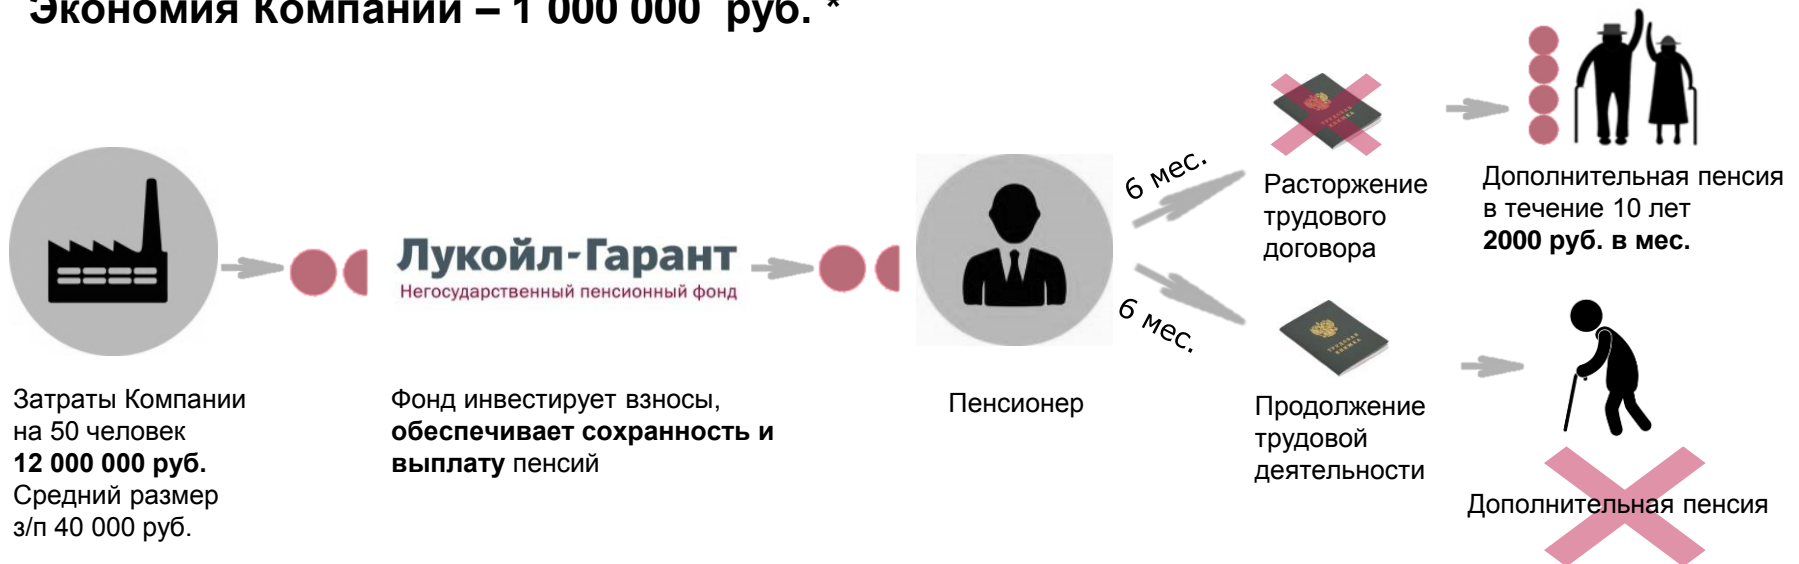 Экономия Компании – 1 000 000 руб. *
6 мес.
Расторжение
трудового
договора
Дополнительная пенсия
в течение 10 лет
2000 руб. в мес.
Лукойл-Гарант
Негосударственный пенсионный фонд
6 мес.
Затраты Компании
на 50 человек
12 000 000 руб.
Средний размер
з/п 40 000 руб.
Фонд инвестирует взносы,
обеспечивает сохранность и
выплату пенсий
Пенсионер
ТРУДОВАЯ
КНИЖКА
Продолжение
трудовой
деятельности
Дополнительная пенсия